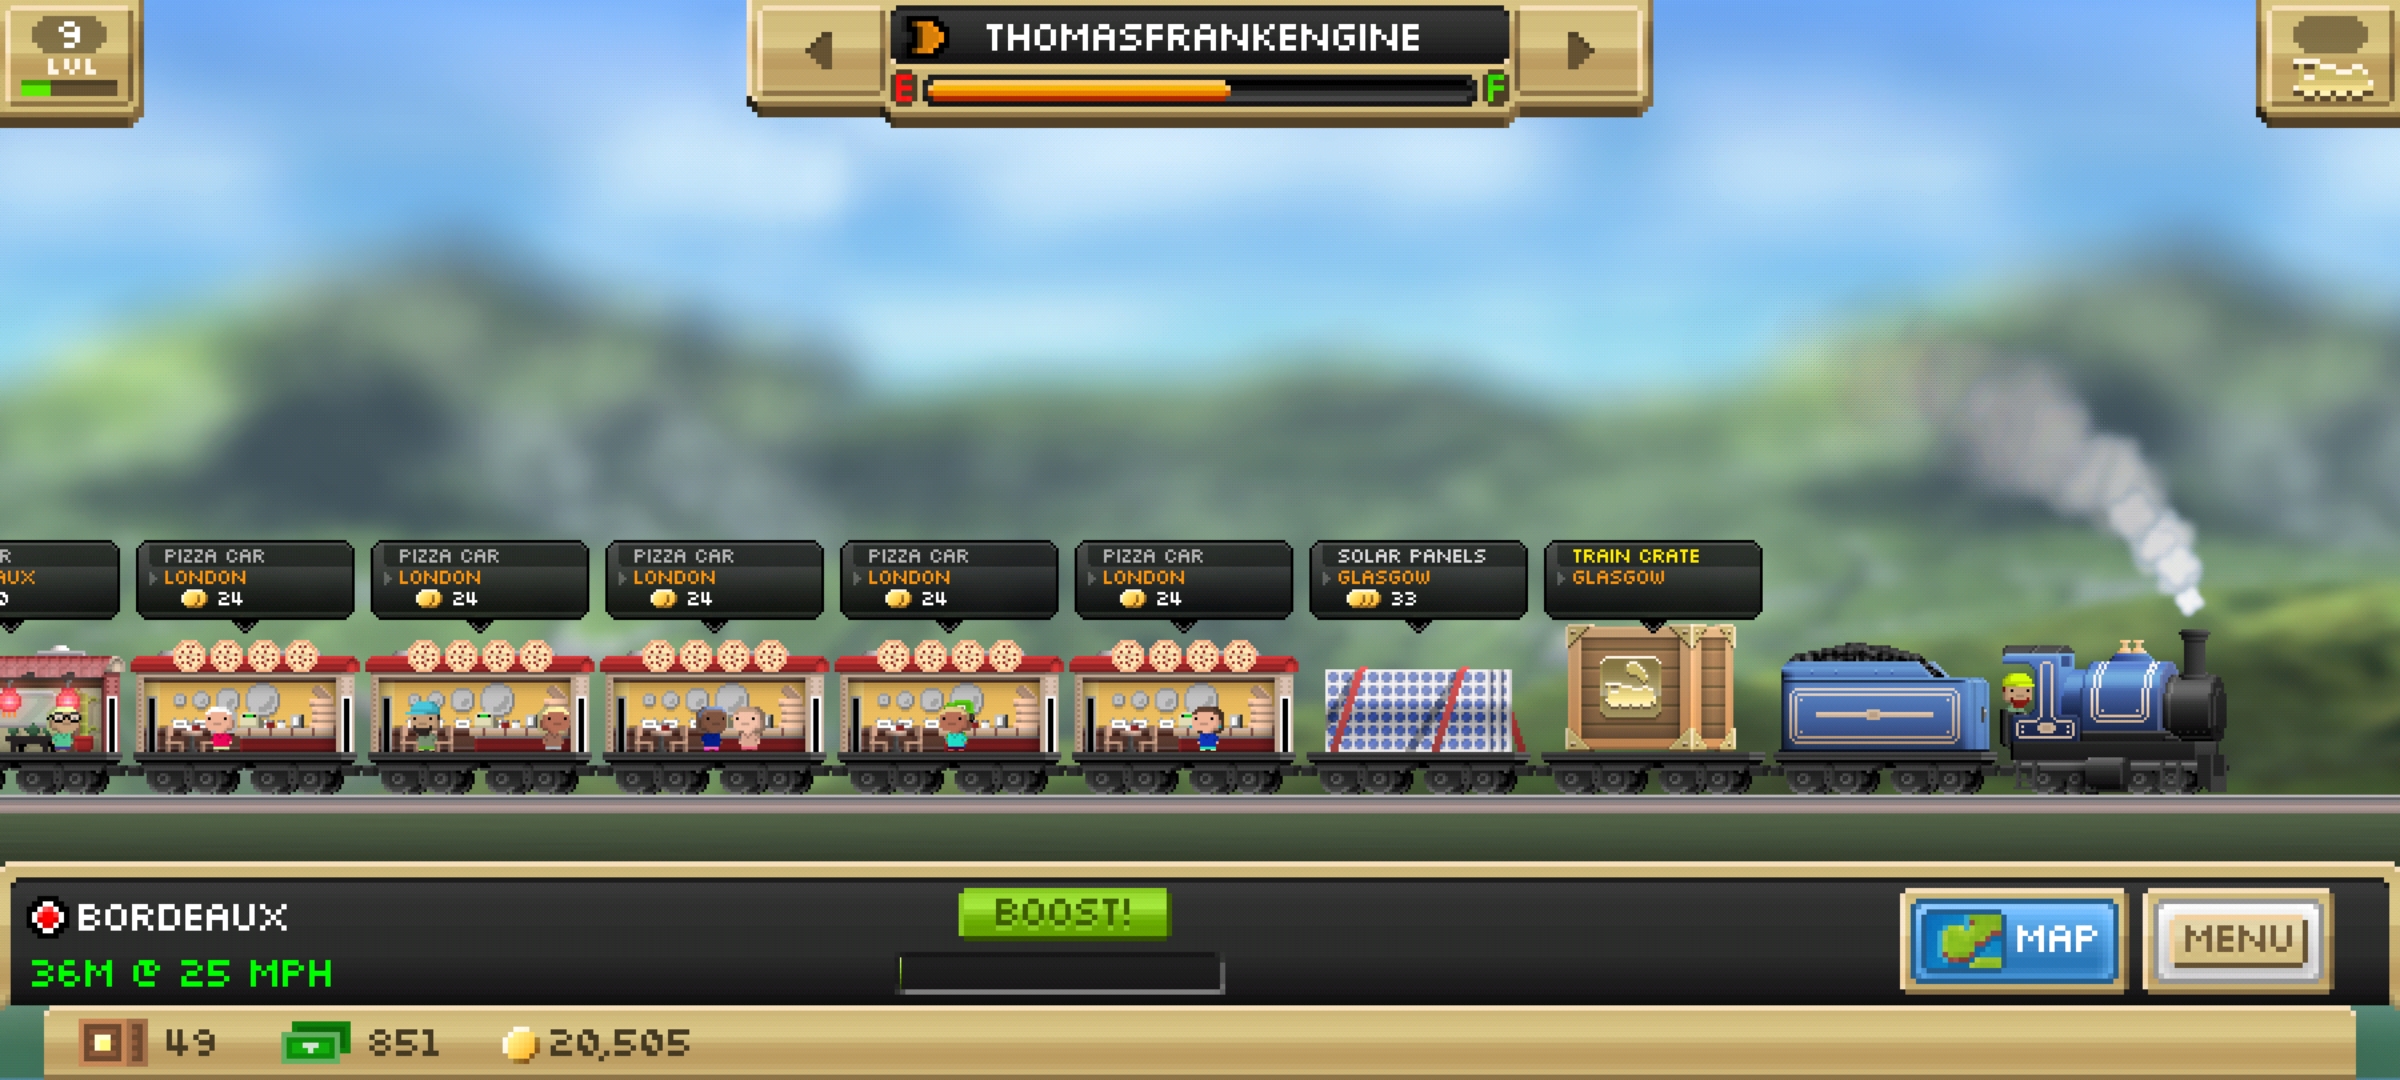 9
LVL
THOMASFRANKENGINE
E
F
PIZZA CAR
LONDON
24
PIZZA CAR
LONDON
24
PIZZA CAR
LONDON
24
PIZZA CAR
LONDON
24
PIZZA CAR
LONDON
24
SOLAR PANELS
GLASGOW
33
TRAIN CRATE
GLASGOW
BORDEAUX
36M @ 25 MPH
BOOST!
MAP
MENU
49
851
20,505